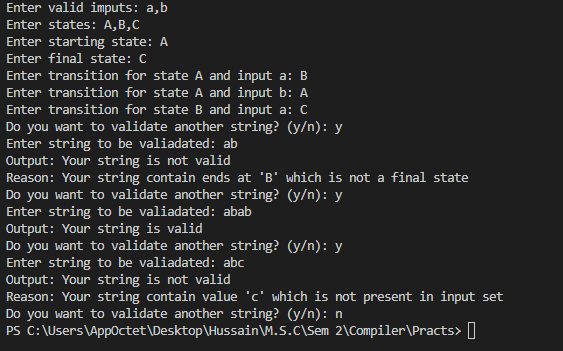 Enter valid imputs: a,b
Enter states: A,B,C
Enter starting state: A
Enter final state: C
Enter transition for state A and input a: B
Enter transition for state A and input b: A
Enter transition for state B and input a: C
Do you want to validate another string? (y/n): y
Enter string to be valiadated: ab
Output: Your string is not valid
Reason: Your string contain ends at 'B' which is not a final state
Do you want to validate another string? (y/n): y
Enter string to be valiadated: abab
Output: Your string is valid
Do you want to validate another string? (y/n): y
Enter string to be valiadated: abc
Output: Your string is not valid
Reason: Your string contain value 'c' which is not present in input set
Do you want to validate another string? (y/n): n
PS C:\Users\AppOctet\Desktop\Hussain\M.S.C\Sem 2\Compiler\Practs>